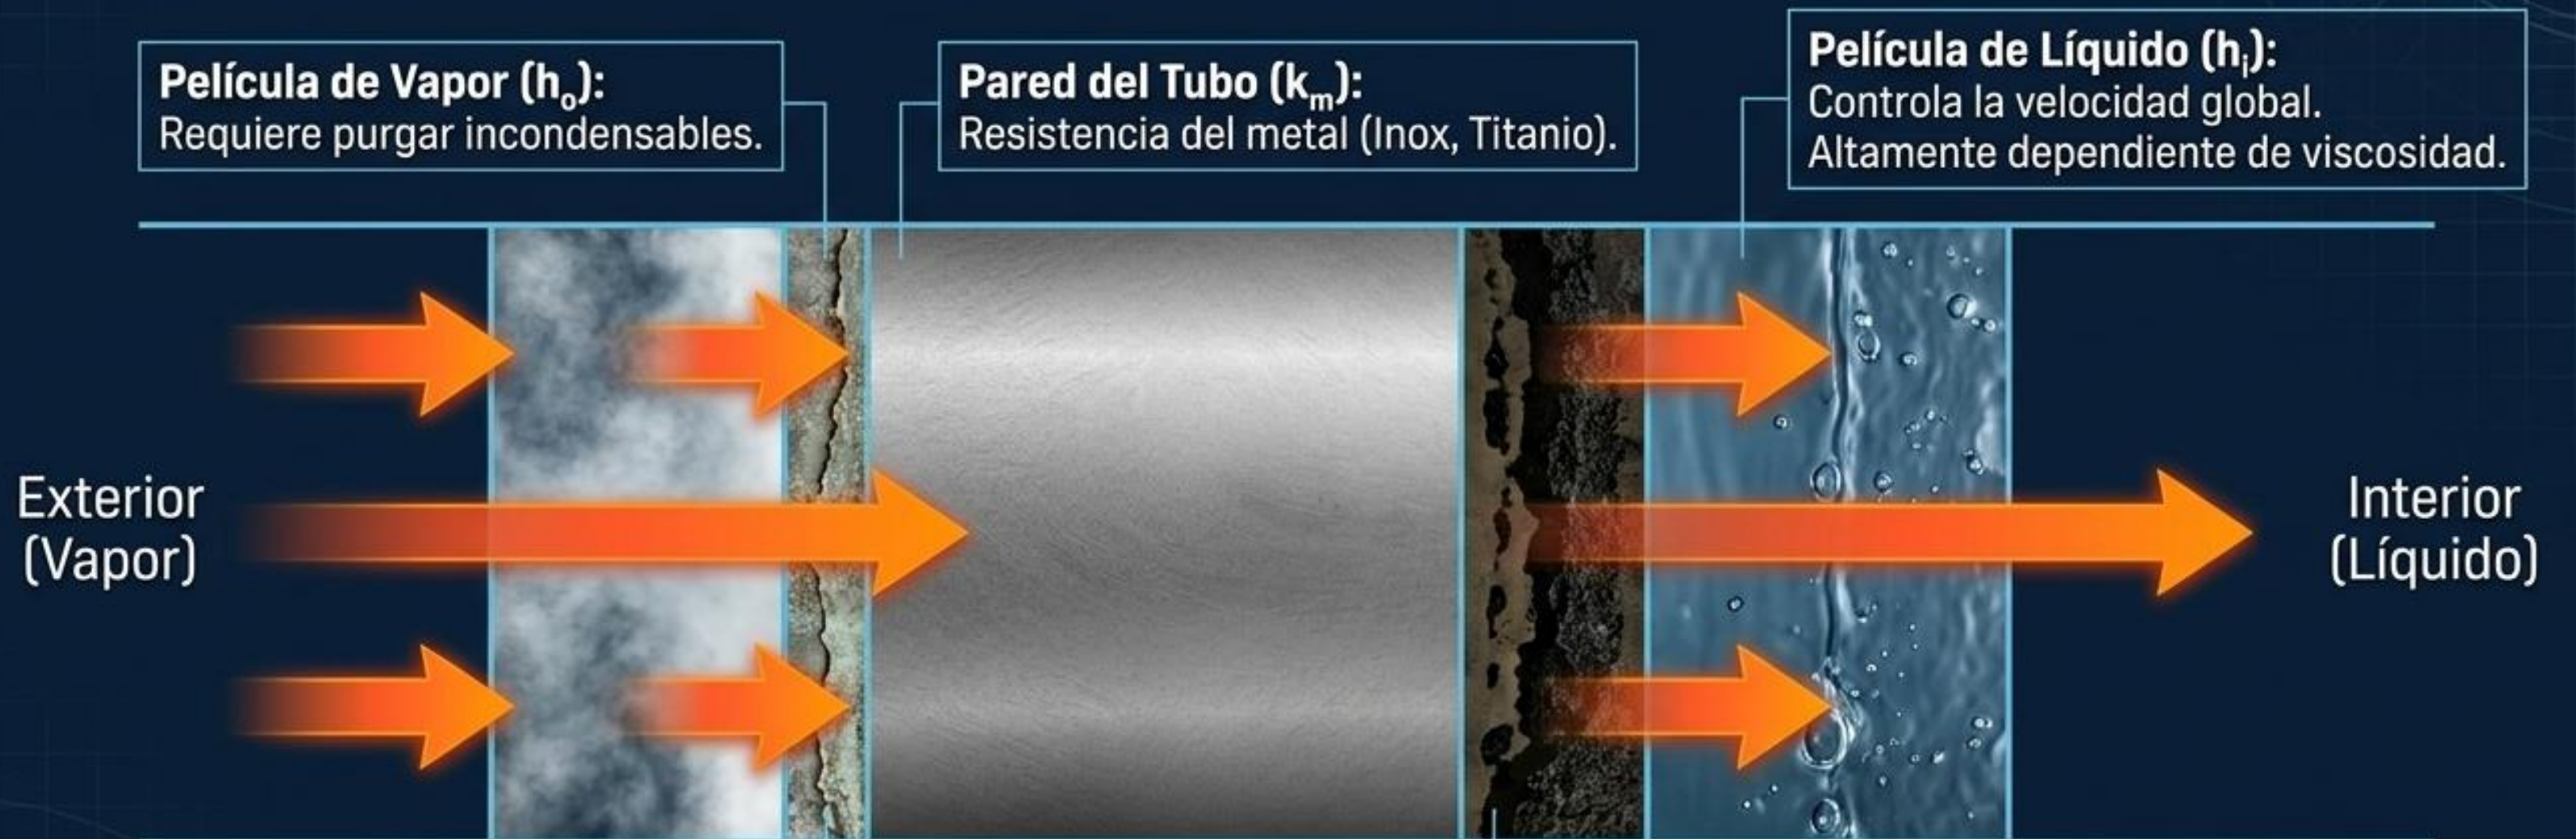 Película de Vapor (hₒ):
Requiere purgar incondensables.
Pared del Tubo (kₘ):
Resistencia del metal (Inox, Titanio).
Película de Líquido (hᵢ):
Controla la velocidad global.
Altamente dependiente de viscosidad.
Exterior
(Vapor)
Interior
(Líquido)